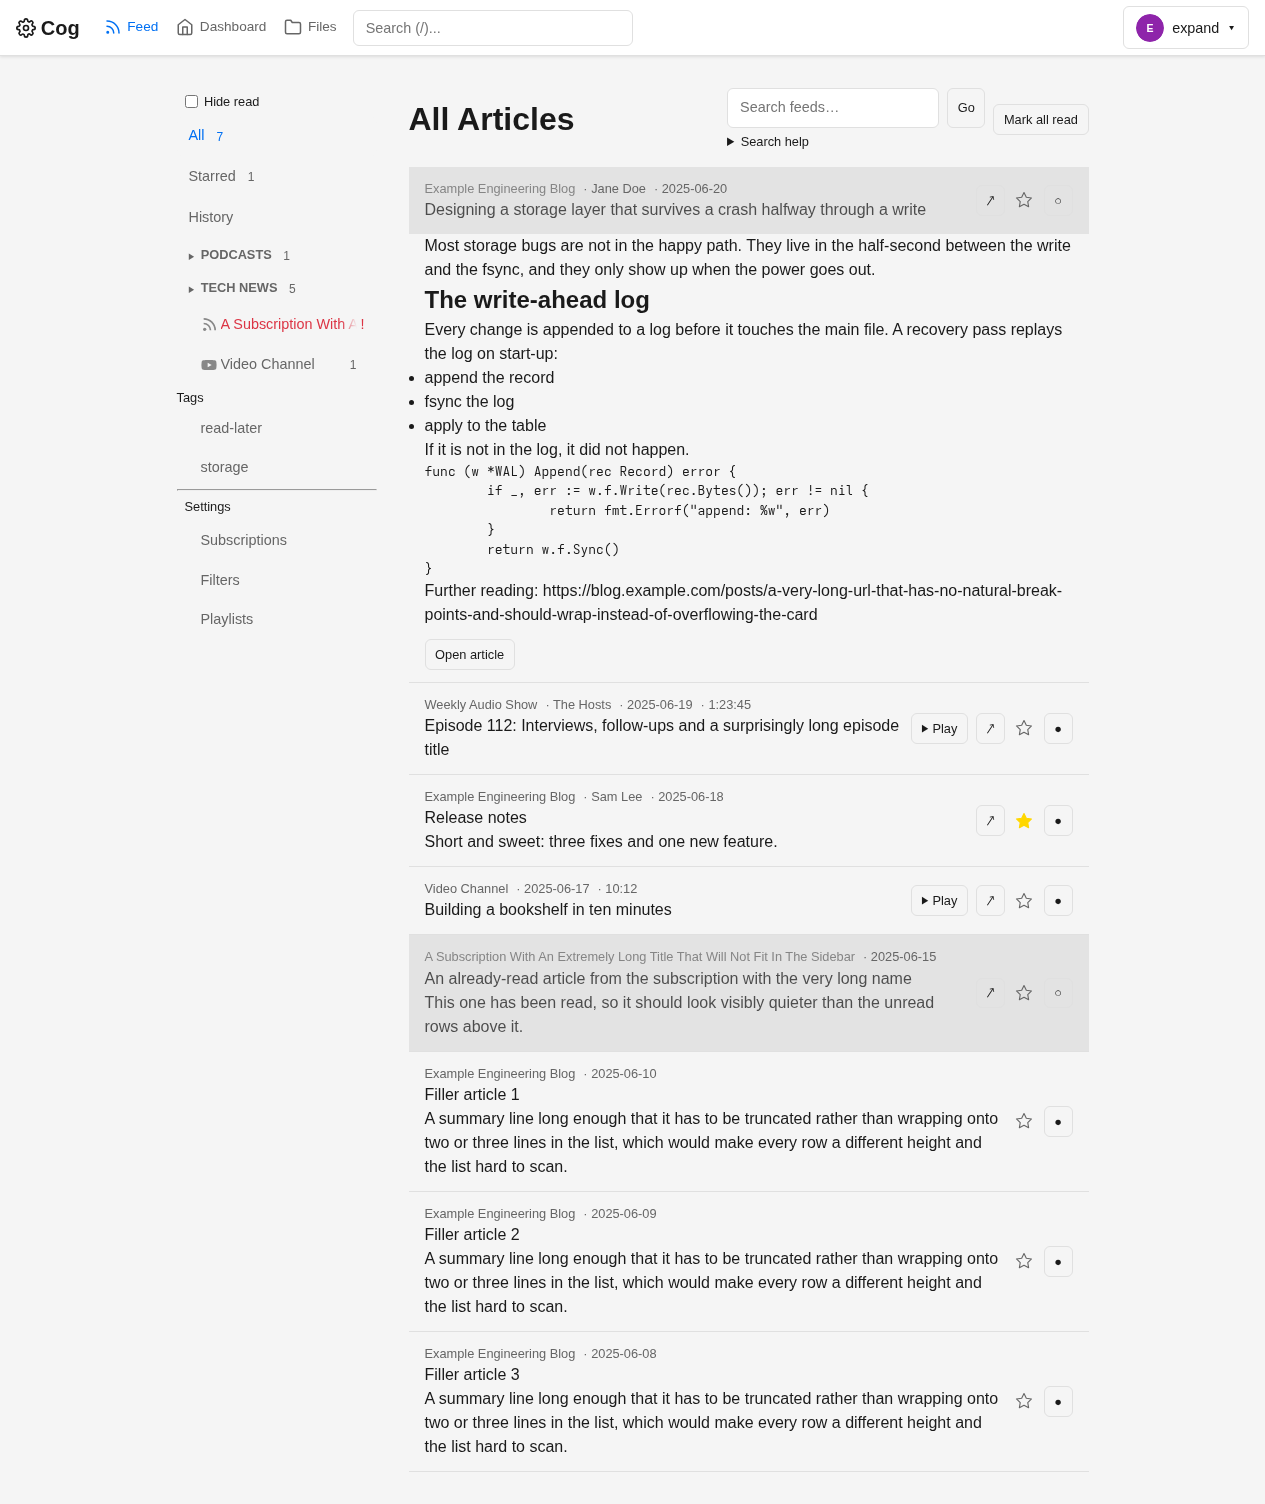 Cog Feed Dashboard Files Search (/)... E expand
Hide read
All 7
Starred 1
History
PODCASTS 1
TECH NEWS 5
A Subscription With !
Video Channel 1
Tags
read-later
storage
Settings
Subscriptions
Filters
Playlists
All Articles
Search feeds… Go Mark all read
Search help
Example Engineering Blog · Jane Doe · 2025-06-20
Designing a storage layer that survives a crash halfway through a write
Most storage bugs are not in the happy path. They live in the half-second between the write
and the fsync, and they only show up when the power goes out.
The write-ahead log
Every change is appended to a log before it touches the main file. A recovery pass replays
the log on start-up:
• append the record
• fsync the log
• apply to the table
If it is not in the log, it did not happen.
func (w *WAL) Append(rec Record) error {
        if _, err := w.f.Write(rec.Bytes()); err != nil {
                return fmt.Errorf("append: %w", err)
        }
        return w.f.Sync()
}
Further reading: https://blog.example.com/posts/a-very-long-url-that-has-no-natural-break-
points-and-should-wrap-instead-of-overflowing-the-card
Open article
Weekly Audio Show · The Hosts · 2025-06-19 · 1:23:45
Episode 112: Interviews, follow-ups and a surprisingly long episode
title
Play
Example Engineering Blog · Sam Lee · 2025-06-18
Release notes
Short and sweet: three fixes and one new feature.
Video Channel · 2025-06-17 · 10:12
Building a bookshelf in ten minutes
Play
A Subscription With An Extremely Long Title That Will Not Fit In The Sidebar · 2025-06-15
An already-read article from the subscription with the very long name
This one has been read, so it should look visibly quieter than the unread
rows above it.
Example Engineering Blog · 2025-06-10
Filler article 1
A summary line long enough that it has to be truncated rather than wrapping onto
two or three lines in the list, which would make every row a different height and
the list hard to scan.
Example Engineering Blog · 2025-06-09
Filler article 2
A summary line long enough that it has to be truncated rather than wrapping onto
two or three lines in the list, which would make every row a different height and
the list hard to scan.
Example Engineering Blog · 2025-06-08
Filler article 3
A summary line long enough that it has to be truncated rather than wrapping onto
two or three lines in the list, which would make every row a different height and
the list hard to scan.